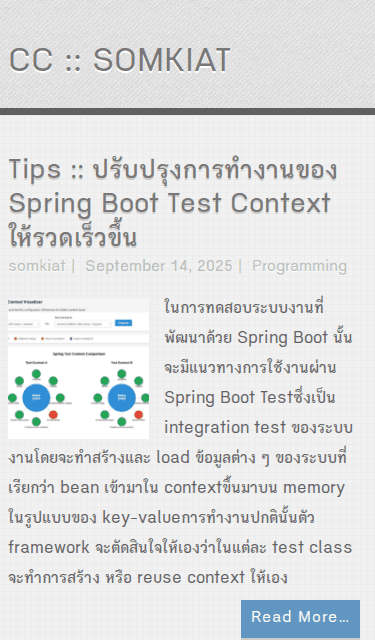 CC :: SOMKIAT
Tips :: ปรับปรุงการทำงานของ
Spring Boot Test Context
ให้รวดเร็วขึ้น
somkiat | September 14, 2025 | Programming
Context Visualizer
Spring Test Context Comparison
ในการทดสอบระบบงานที่
พัฒนาด้วย Spring Boot นั้น
จะมีแนวทางการใช้งานผ่าน
Spring Boot Testซึ่งเป็น
integration test ของระบบ
งานโดยจะทำสร้างและ load ข้อมูลต่าง ๆ ของระบบที่
เรียกว่า bean เข้ามาใน contextขึ้นมาบน memory
ในรูปแบบของ key-valueการทำงานปกตินั้นตัว
framework จะตัดสินใจให้เองว่าในแต่ละ test class
จะทำการสร้าง หรือ reuse context ให้เอง
Read More...